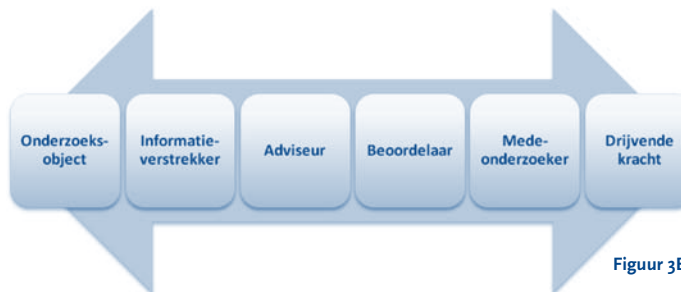 Onderzoeks-
object
Informatie-
verstrekker
Adviseur
Beoordelaar
Mede-
onderzoeker
Drijvende
kracht
Figuur 3